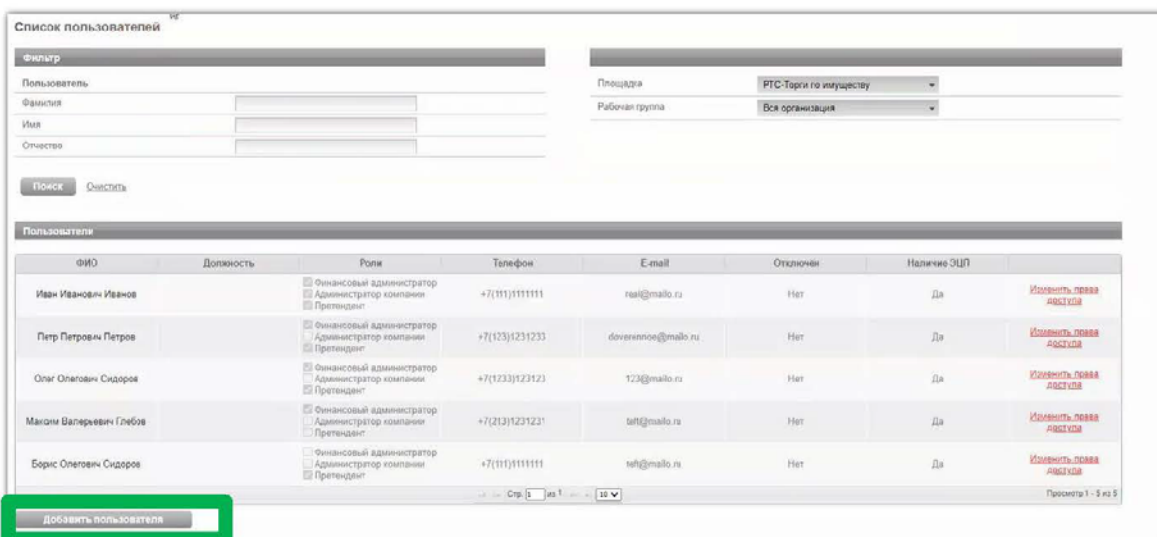 Список пользователей
Фильтр
Пользователь
Фамилия
Имя
Отчество
Площадка РТС-Торги по имуществу
Рабочая группа Вся организация
Поиск Очистить
Пользователи
ФИО Должность Роли Телефон E-mail Отключен Наличие ЭЦП
Финансовый администратор
Иван Иванович Иванов Администратор компании +7(111)1111111 real@mailo.ru Нет Да Изменить права доступа
Претендент
Финансовый администратор
Петр Петрович Петров Администратор компании +7(123)1231233 doverennoe@mailo.ru Нет Да Изменить права доступа
Претендент
Финансовый администратор
Олег Олегович Сидоров Администратор компании +7(1233)123123 123@mailo.ru Нет Да Изменить права доступа
Претендент
Финансовый администратор
Максим Валерьевич Глебов Администратор компании +7(213)1231231 Нет Да Изменить права доступа
Претендент
Финансовый администратор
Борис Олегович Сидоров Администратор компании +7(111)1111111 Нет Да Изменить права доступа
Претендент
Стр. 1 из 1 10 Просмотр 1 - 5 из 5
Добавить пользователя